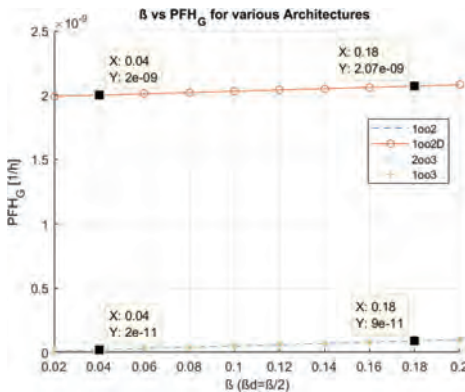 ß vs PFH_G for various Architectures
×10⁻⁹
2.5
2
1.5
1
0.5
0
PFH_G [1/h]
X: 0.04
Y: 2e-09
X: 0.18
Y: 2.07e-09
1oo2
1oo2D
2oo3
1oo3
X: 0.04
Y: 2e-11
X: 0.18
Y: 9e-11
0.02 0.04 0.06 0.08 0.1 0.12 0.14 0.16 0.18 0.2
ß (ßd=ß/2)